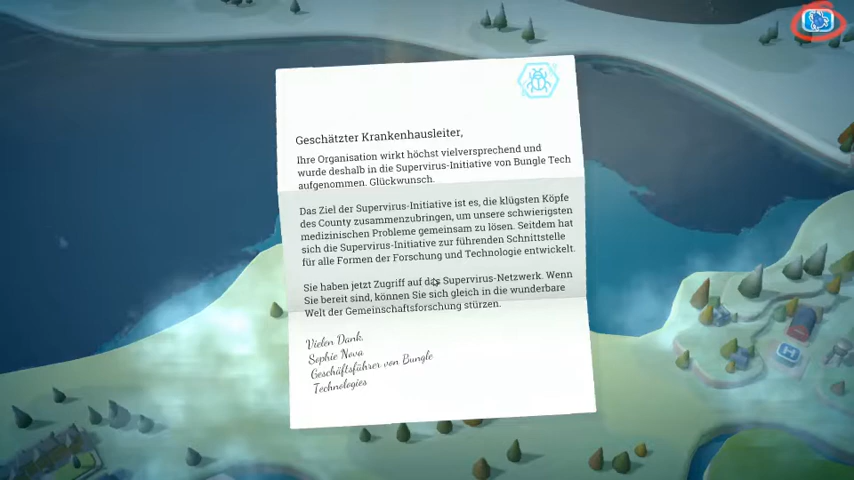 Geschätzter Krankenhausleiter,
Ihre Organisation wirkt höchst vielversprechend und
wurde deshalb in die Supervirus-Initiative von Bungle Tech
aufgenommen. Glückwunsch.
Das Ziel der Supervirus-Initiative ist es, die klügsten Köpfe
des County zusammenzubringen, um unsere schwierigsten
medizinischen Probleme gemeinsam zu lösen. Seitdem hat
sich die Supervirus-Initiative zur führenden Schnittstelle
für alle Formen der Forschung und Technologie entwickelt.
Sie haben jetzt Zugriff auf das Supervirus-Netzwerk. Wenn
Sie bereit sind, können Sie sich gleich in die wunderbare
Welt der Gemeinschaftsforschung stürzen.
Vielen Dank,
Sophie Nova
Geschäftsführer von Bungle
Technologies
H